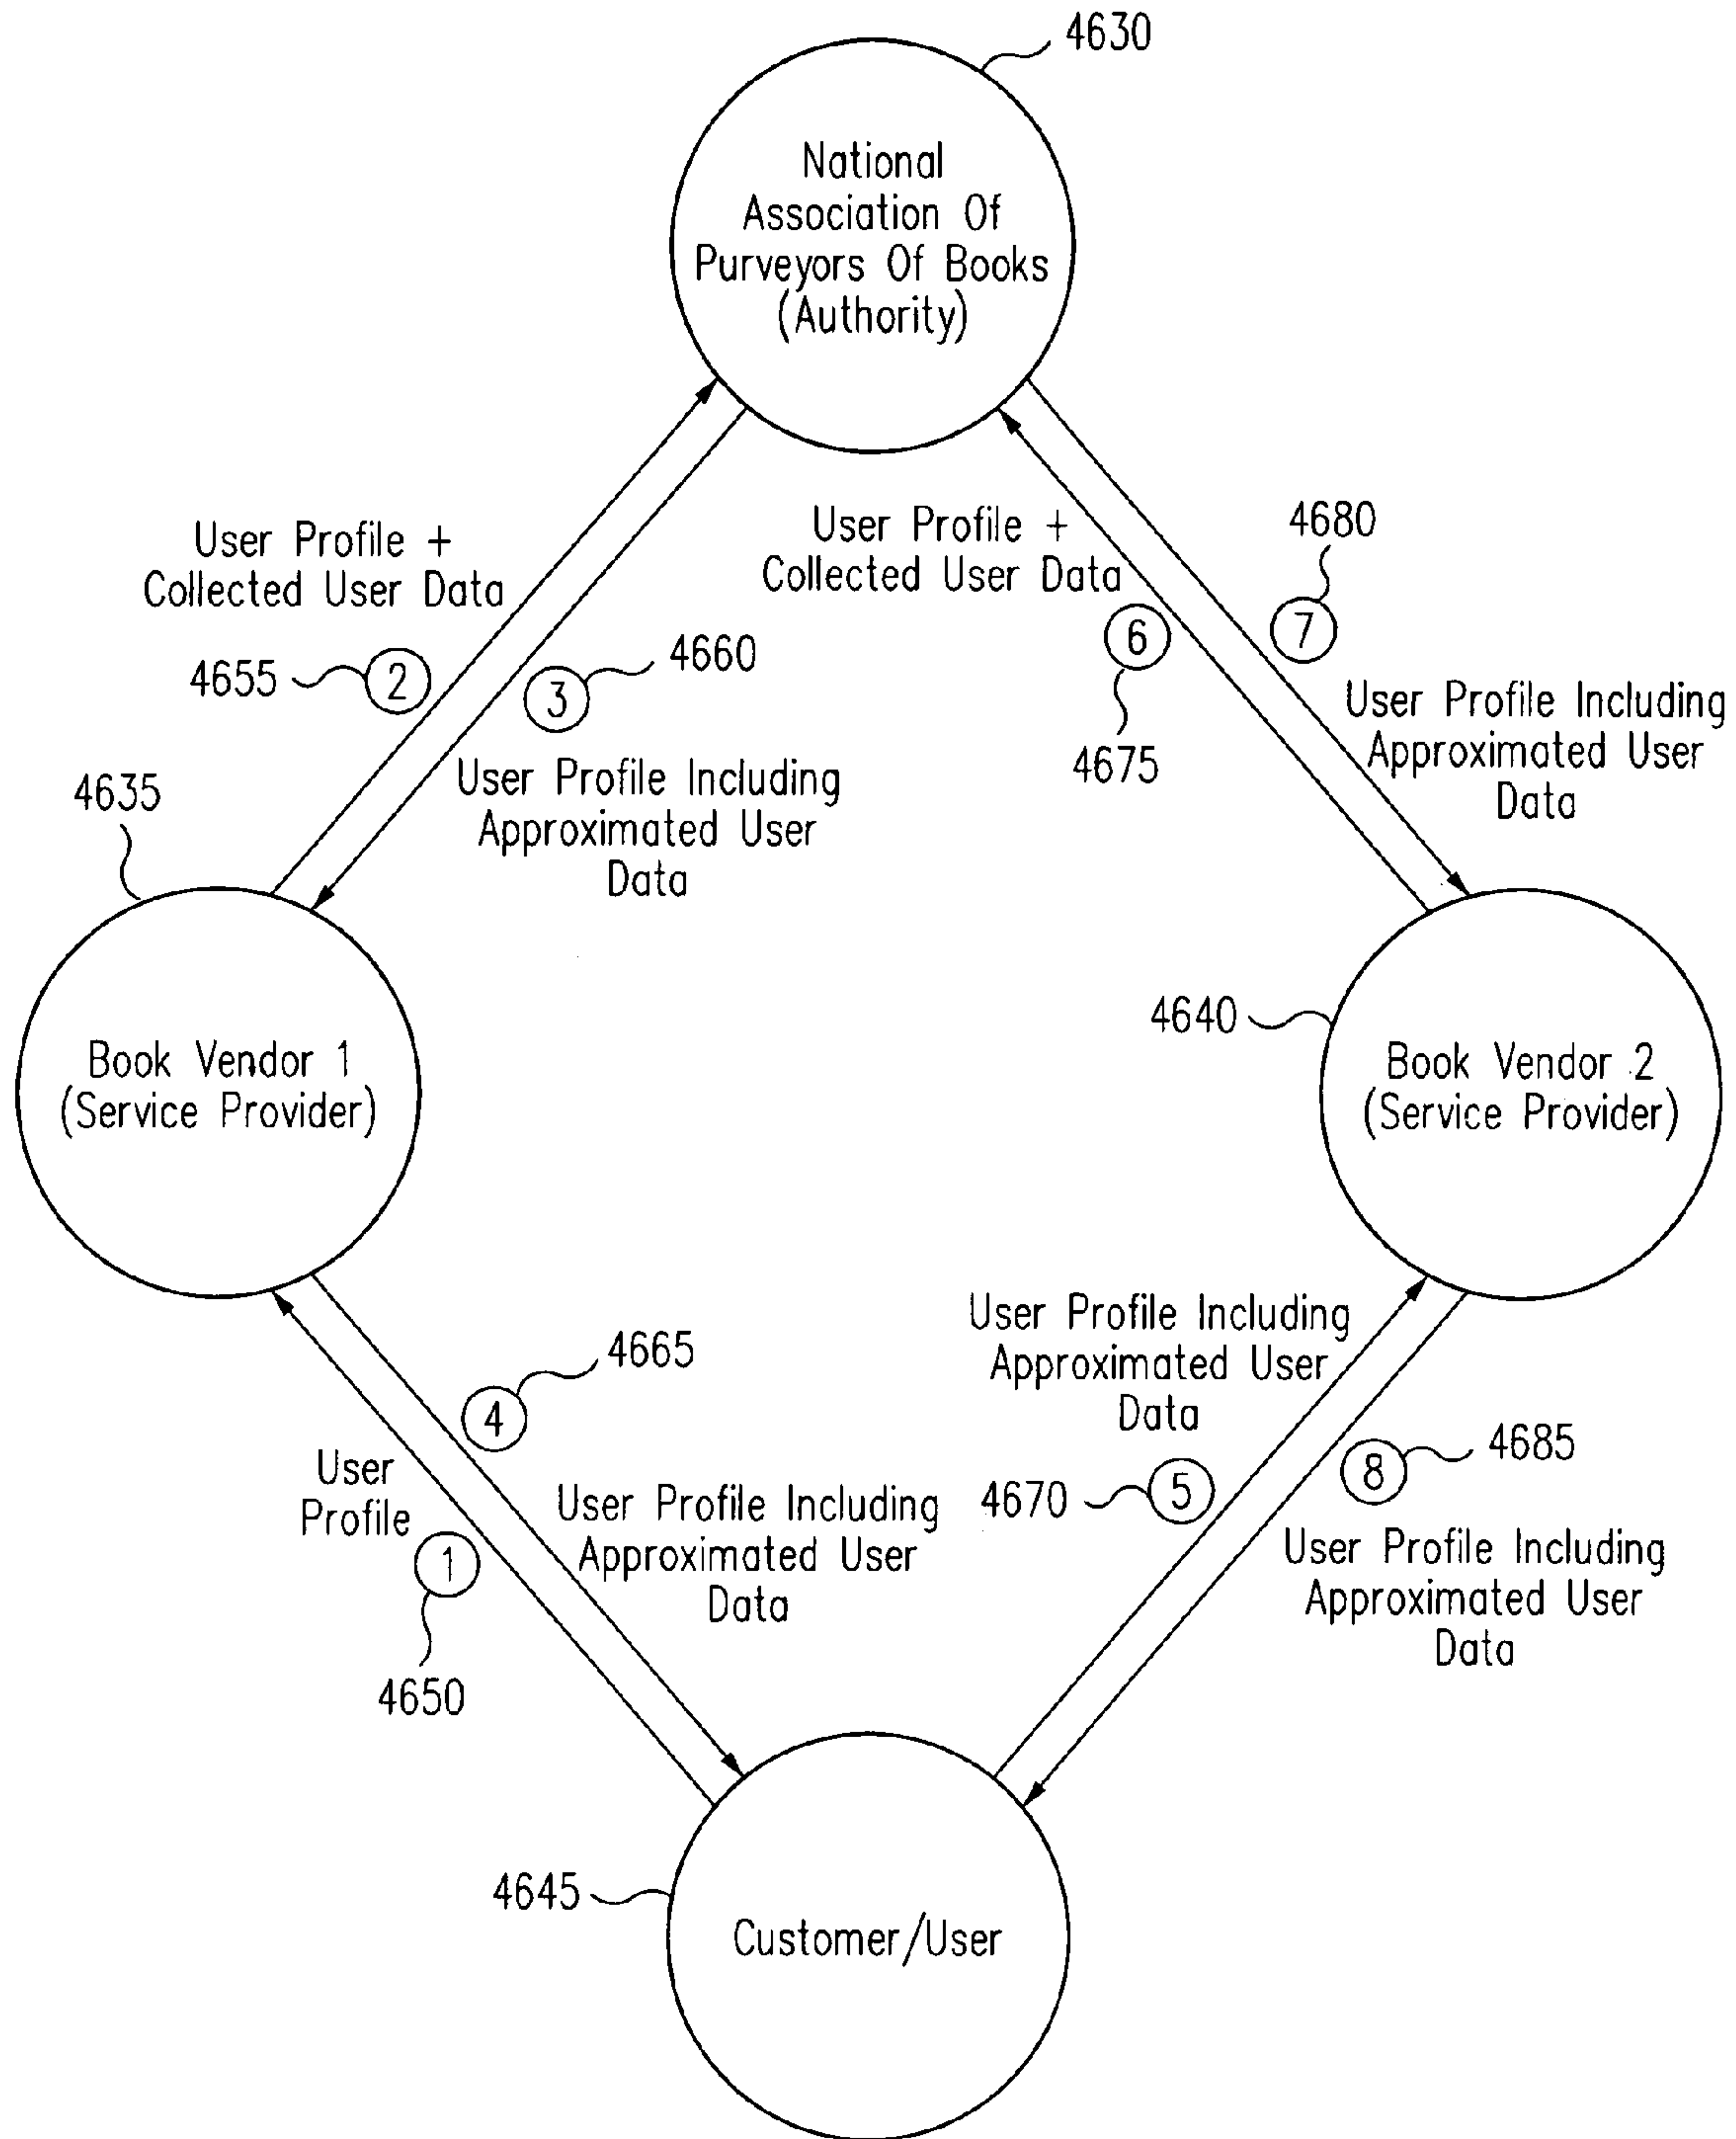 4630
National
Association Of
Purveyors Of Books
(Authority)
User Profile +
Collected User Data
4655
2
3
4660
User Profile Including
Approximated User
Data
User Profile +
Collected User Data
6
4675
4680
7
User Profile Including
Approximated User
Data
4635
Book Vendor 1
(Service Provider)
4640
Book Vendor 2
(Service Provider)
4665
4
User Profile Including
Approximated User
Data
User
Profile
1
4650
User Profile Including
Approximated User
Data
4670
5
8
4685
User Profile Including
Approximated User
Data
4645
Customer/User